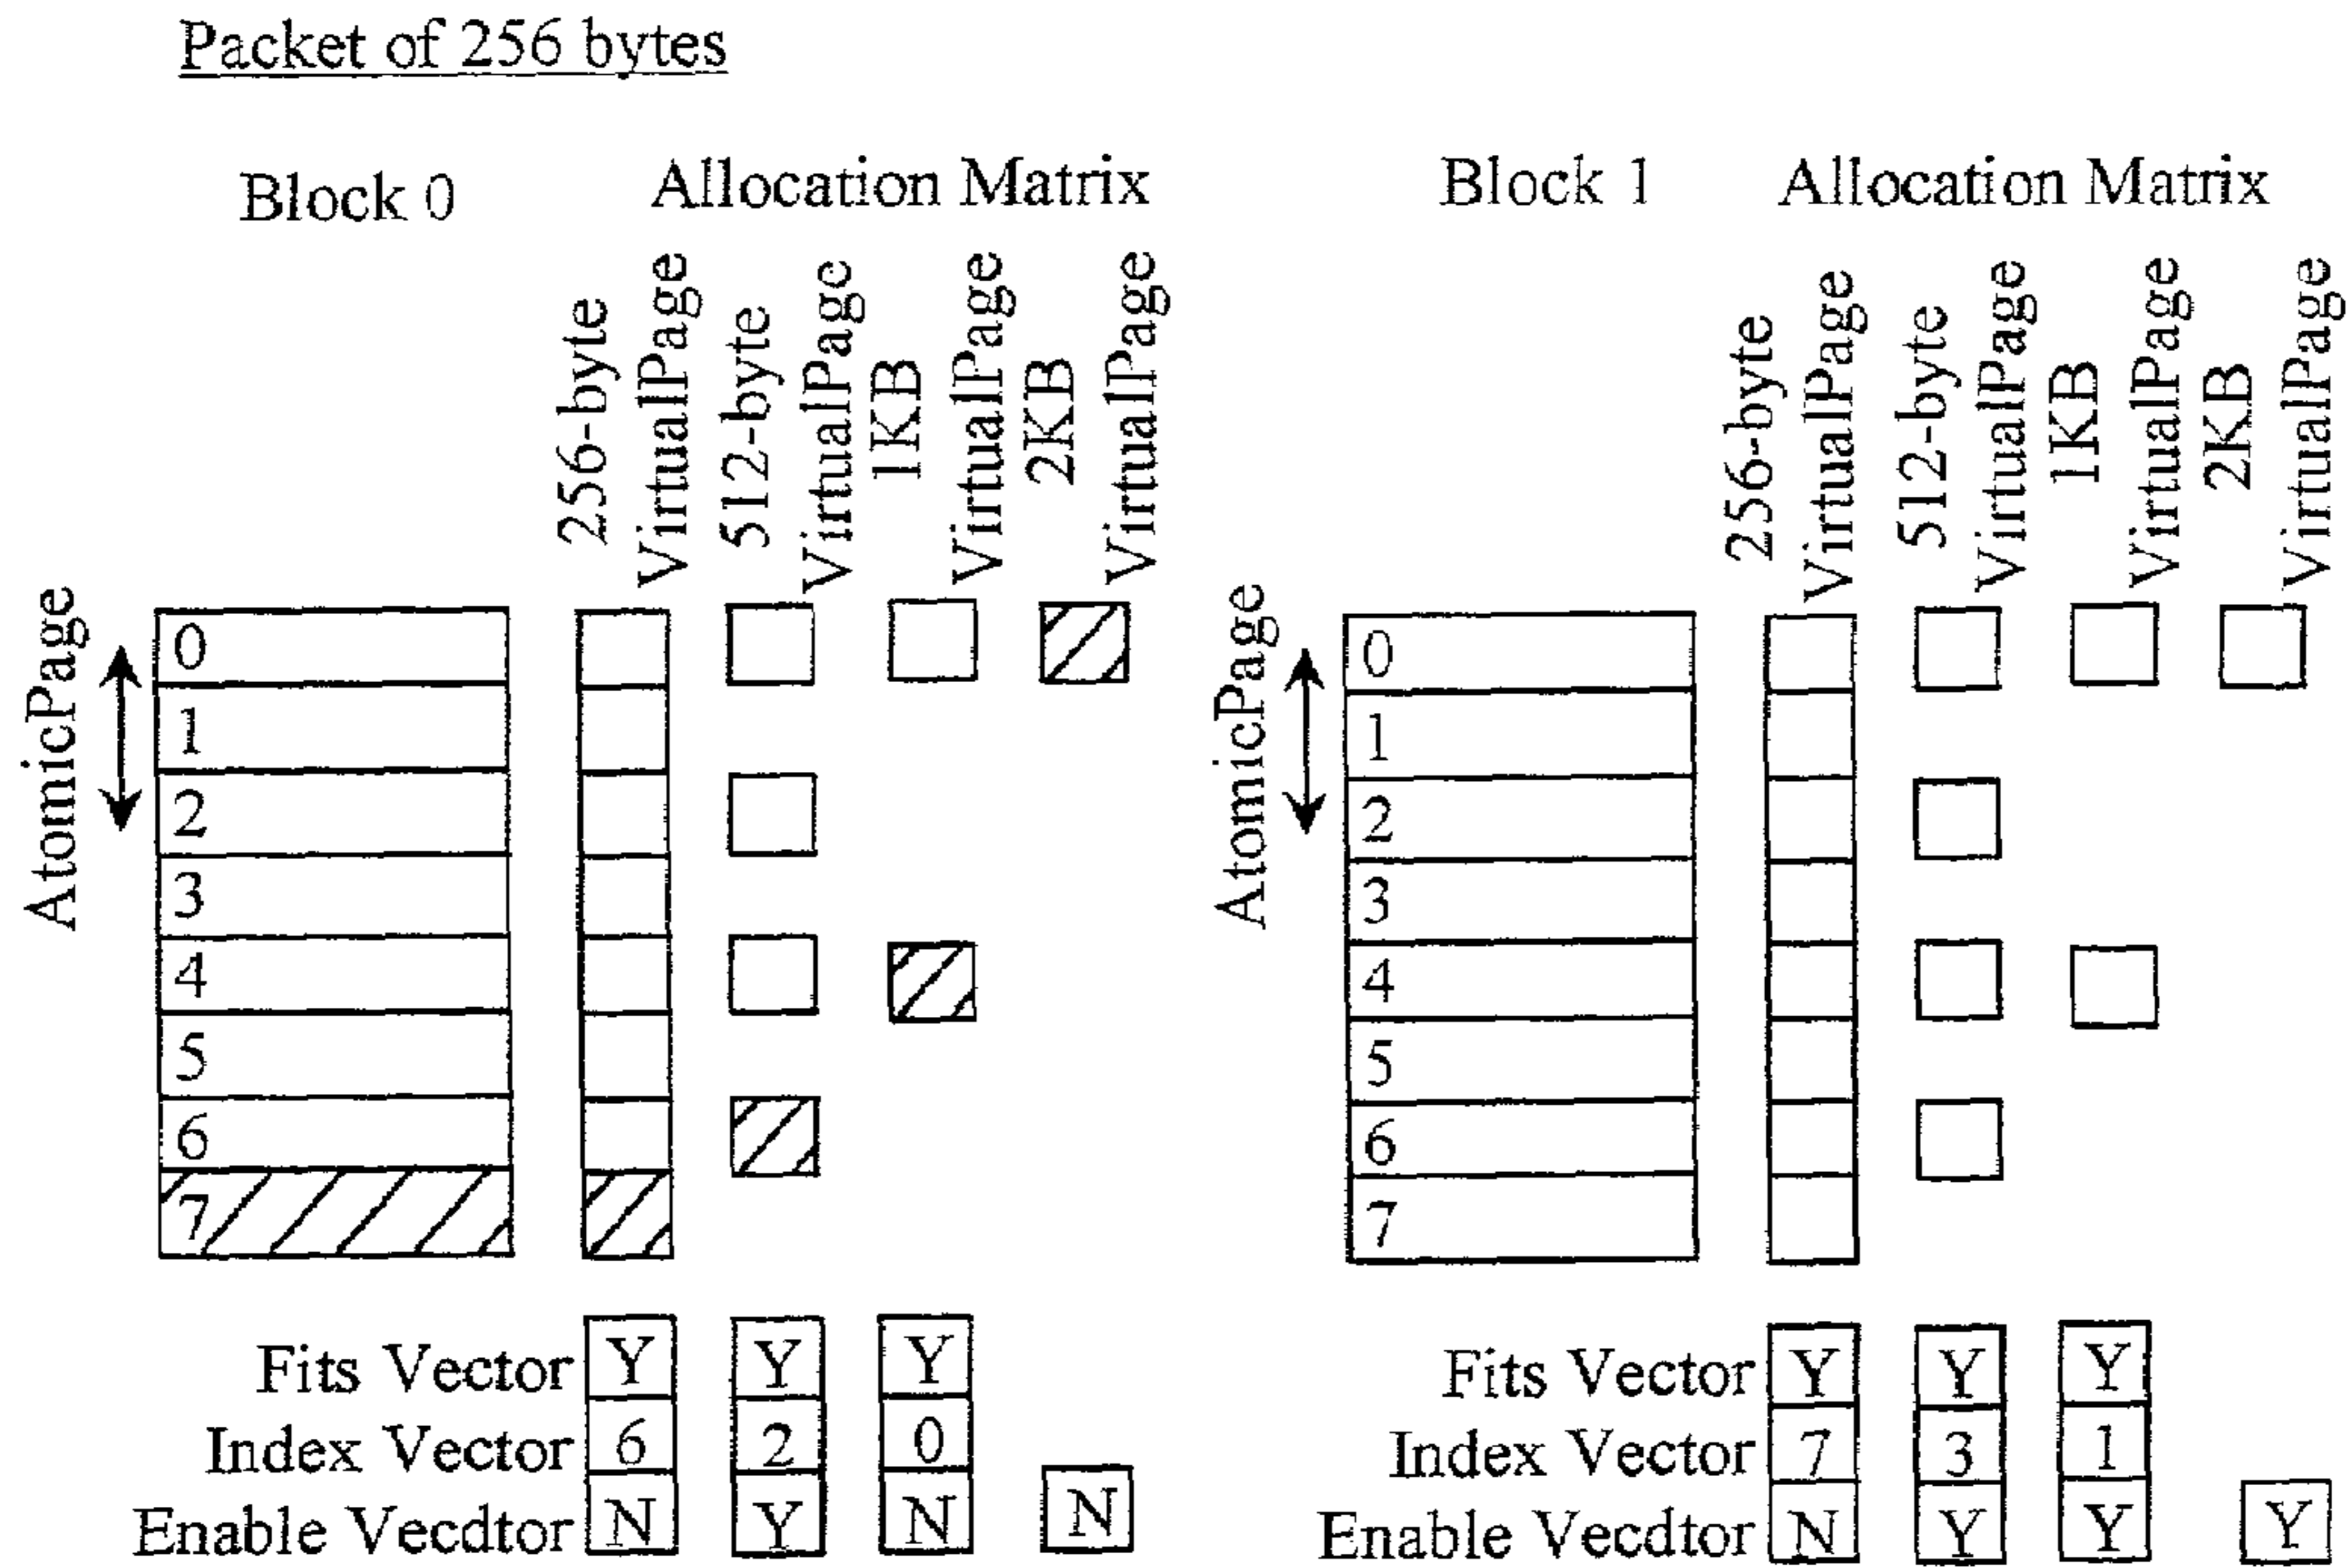 Packet of 256 bytes
Block 0
Allocation Matrix
256-byte
VirtualPage
512-byte
VirtualPage
1KB
VirtualPage
2KB
VirtualPage
AtomicPage
0
1
2
3
4
5
6
7
Fits Vector Y Y Y
Index Vector 6 2 0
Enable Vecdtor N Y N N
Block 1
Allocation Matrix
256-byte
VirtualPage
512-byte
VirtualPage
1KB
VirtualPage
2KB
VirtualPage
AtomicPage
0
1
2
3
4
5
6
7
Fits Vector Y Y Y
Index Vector 7 3 1
Enable Vecdtor N Y Y Y